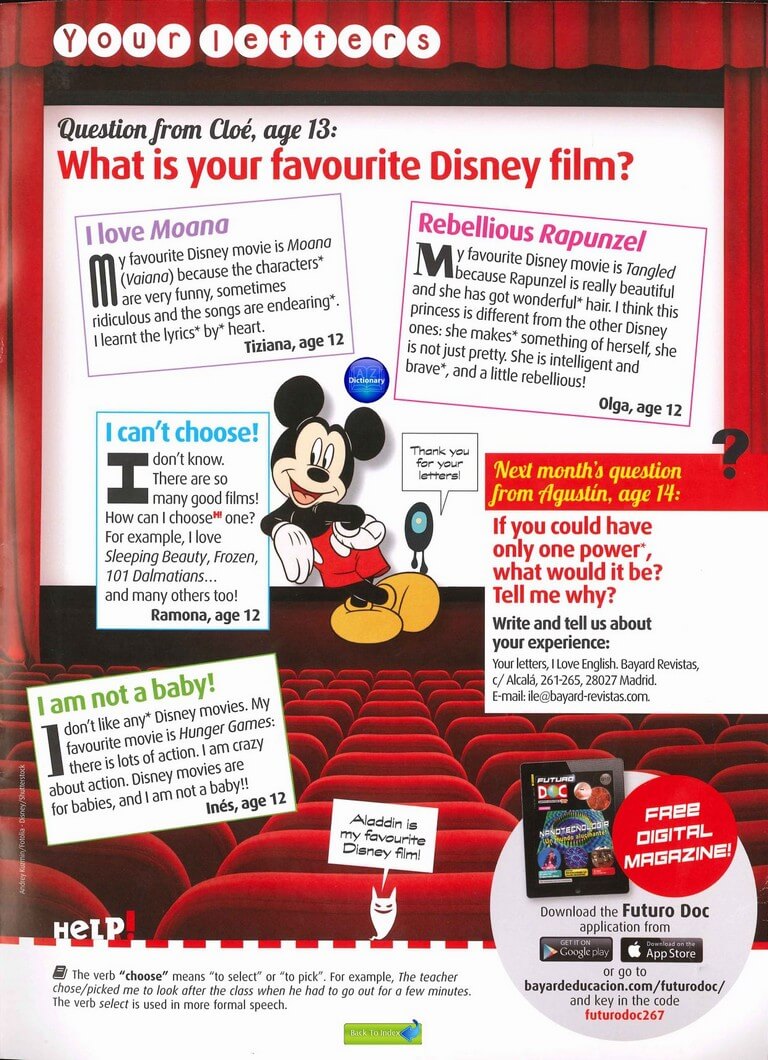 Your letters
Question from Cloé, age 13:
What is your favourite Disney film?
I love Moana
My favourite Disney movie is Moana
(Vaiana) because the characters*
are very funny, sometimes
ridiculous and the songs are endearing*.
I learnt the lyrics* by* heart.
Tiziana, age 12
Rebellious Rapunzel
My favourite Disney movie is Tangled
because Rapunzel is really beautiful
and she has got wonderful* hair. I think this
princess is different from the other Disney
ones: she makes* something of herself, she
is not just pretty. She is intelligent and
brave*, and a little rebellious!
Olga, age 12
A Z
Dictionary
I can't choose!
I don't know.
There are so
many good films!
How can I choose H! one?
For example, I love
Sleeping Beauty, Frozen,
101 Dalmations...
and many others too!
Ramona, age 12
Thank you
for your
letters!
?
Next month's question
from Agustín, age 14:
If you could have
only one power*,
what would it be?
Tell me why?
Write and tell us about
your experience:
Your letters, I Love English. Bayard Revistas,
c/ Alcalá, 261-265, 28027 Madrid.
E-mail: ile@bayard-revistas.com.
I am not a baby!
I don't like any* Disney movies. My
favourite movie is Hunger Games:
there is lots of action. I am crazy
about action. Disney movies are
for babies, and I am not a baby!!
Inés, age 12
Andrey Kuzmin/Fotolia - Disney/Shutterstock
Aladdin is
my favourite
Disney film!
FUTURO
DOC
NANOTECNOLOGÍA
Un mundo alucinante!
FREE
DIGITAL
MAGAZINE!
Download the Futuro Doc
application from
GET IT ON
Google play
Download on the
App Store
or go to
bayardeducacion.com/futurodoc/
and key in the code
futurodoc267
HELP!
The verb "choose" means "to select" or "to pick". For example, The teacher
chose/picked me to look after the class when he had to go out for a few minutes.
The verb select is used in more formal speech.
Back To Index